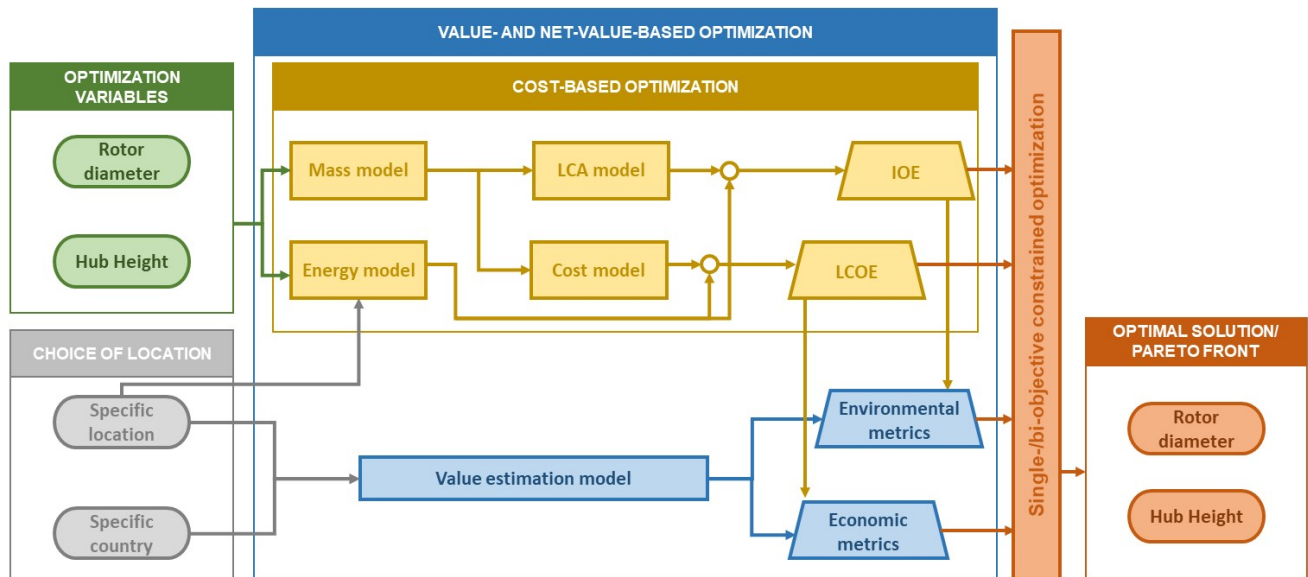 VALUE- AND NET-VALUE-BASED OPTIMIZATION
OPTIMIZATION
VARIABLES
Rotor
diameter
Hub Height
COST-BASED OPTIMIZATION
Mass model
LCA model
IOE
Energy model
Cost model
LCOE
CHOICE OF LOCATION
Specific
location
Specific
country
Value estimation model
Environmental
metrics
Economic
metrics
Single-/bi-objective constrained optimization
OPTIMAL SOLUTION/
PARETO FRONT
Rotor
diameter
Hub Height